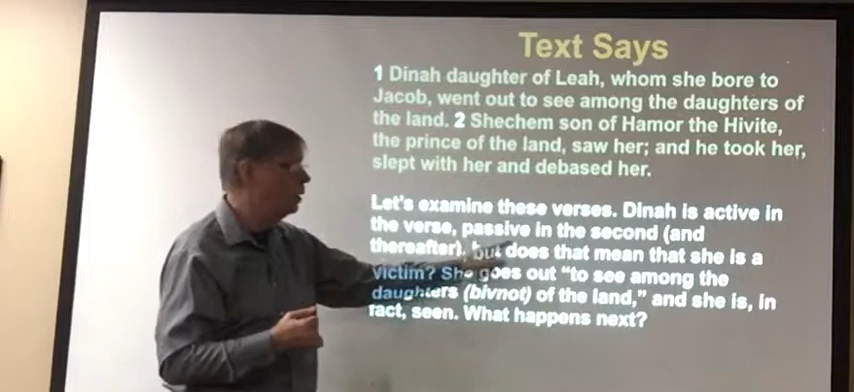 Text Says
1 Dinah daughter of Leah, whom she bore to
Jacob, went out to see among the daughters of
the land. 2 Shechem son of Hamor the Hivite,
the prince of the land, saw her; and he took her,
slept with her and debased her.
Let's examine these verses. Dinah is active in
the verse, passive in the second (and
thereafter), but does that mean that she is a
victim? She goes out "to see among the
daughters (bivnot) of the land," and she is, in
fact, seen. What happens next?